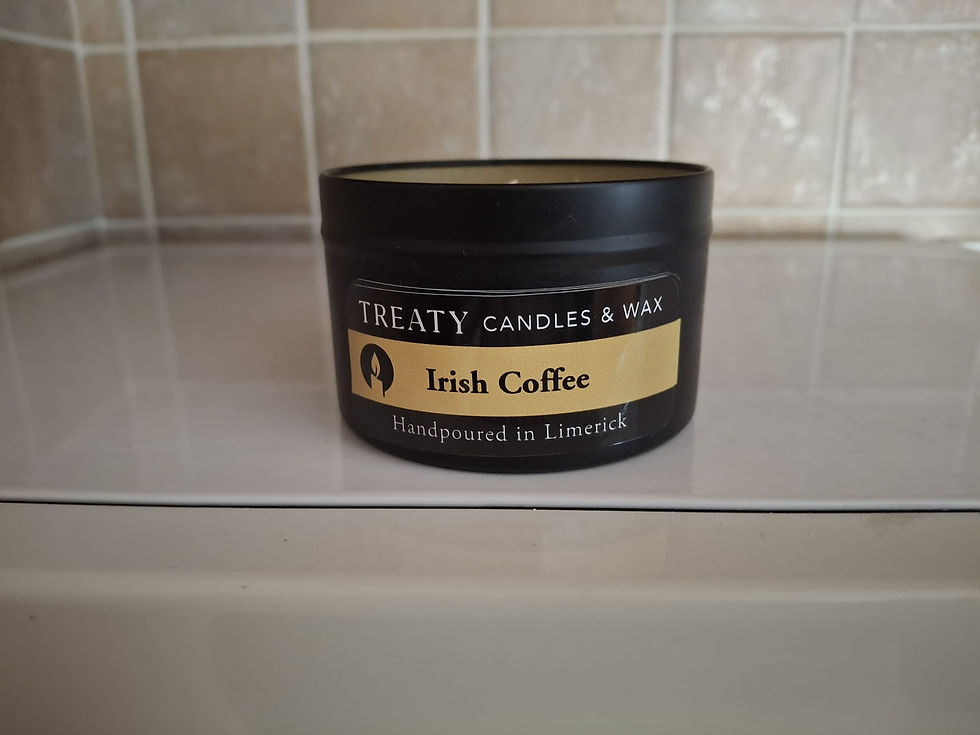 TREATY CANDLES & WAX
Irish Coffee
Handpoured in Limerick